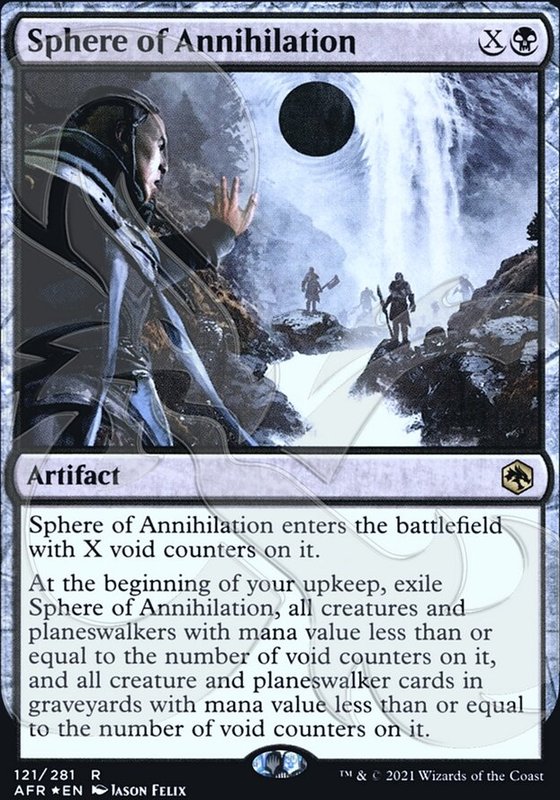 Sphere of Annihilation X
Artifact
Sphere of Annihilation enters the battlefield
with X void counters on it.
At the beginning of your upkeep, exile
Sphere of Annihilation, all creatures and
planeswalkers with mana value less than or
equal to the number of void counters on it,
and all creature and planeswalker cards in
graveyards with mana value less than or equal
to the number of void counters on it.
121/281 R
AFR ★ EN Jason Felix
™ & © 2021 Wizards of the Coast